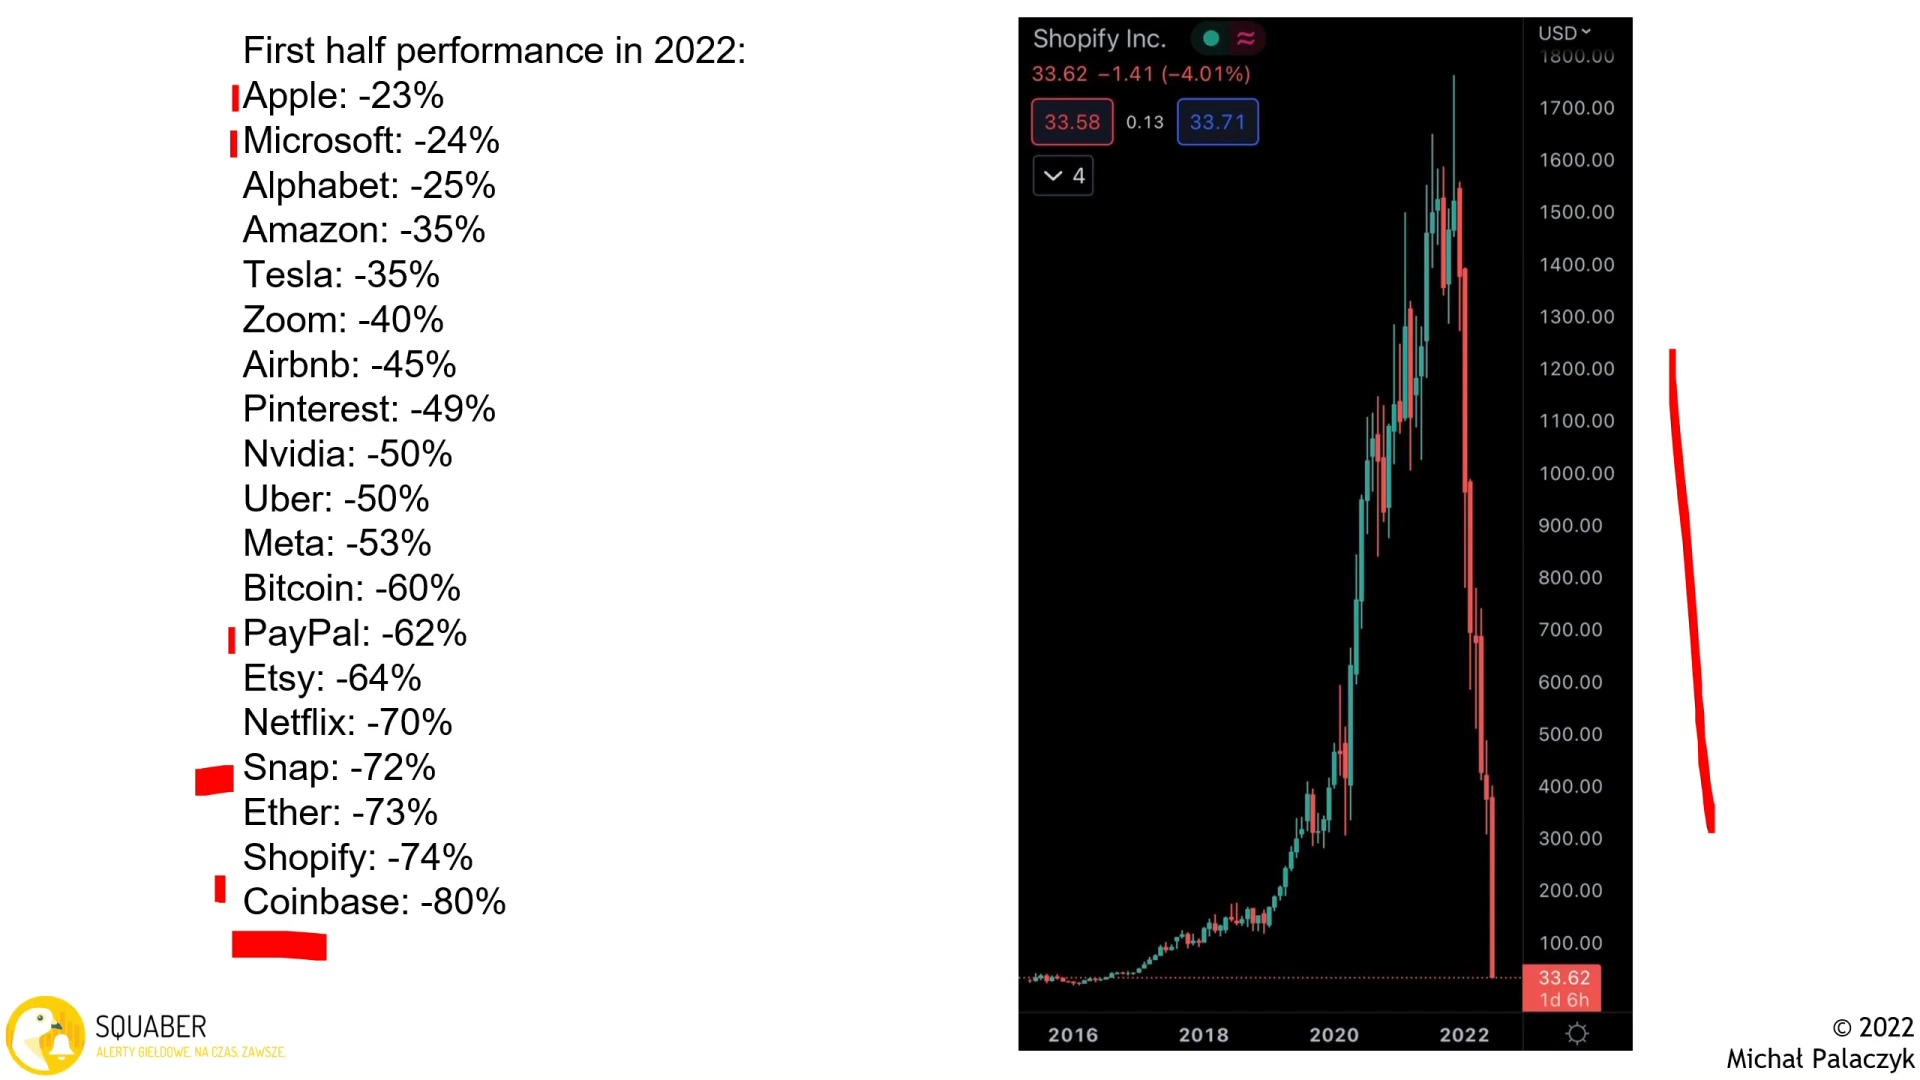 First half performance in 2022:
Apple: -23%
Microsoft: -24%
Alphabet: -25%
Amazon: -35%
Tesla: -35%
Zoom: -40%
Airbnb: -45%
Pinterest: -49%
Nvidia: -50%
Uber: -50%
Meta: -53%
Bitcoin: -60%
PayPal: -62%
Etsy: -64%
Netflix: -70%
Snap: -72%
Ether: -73%
Shopify: -74%
Coinbase: -80%
SQUABER
ALERTY GIEŁDOWE. NA CZAS. ZAWSZE.
Shopify Inc.
33.62 −1.41 (−4.01%)
33.58 0.13 33.71
4
USD
1800.00
1700.00
1600.00
1500.00
1400.00
1300.00
1200.00
1100.00
1000.00
900.00
800.00
700.00
600.00
500.00
400.00
300.00
200.00
100.00
33.62
1d 6h
2016 2018 2020 2022
© 2022
Michał Palaczyk